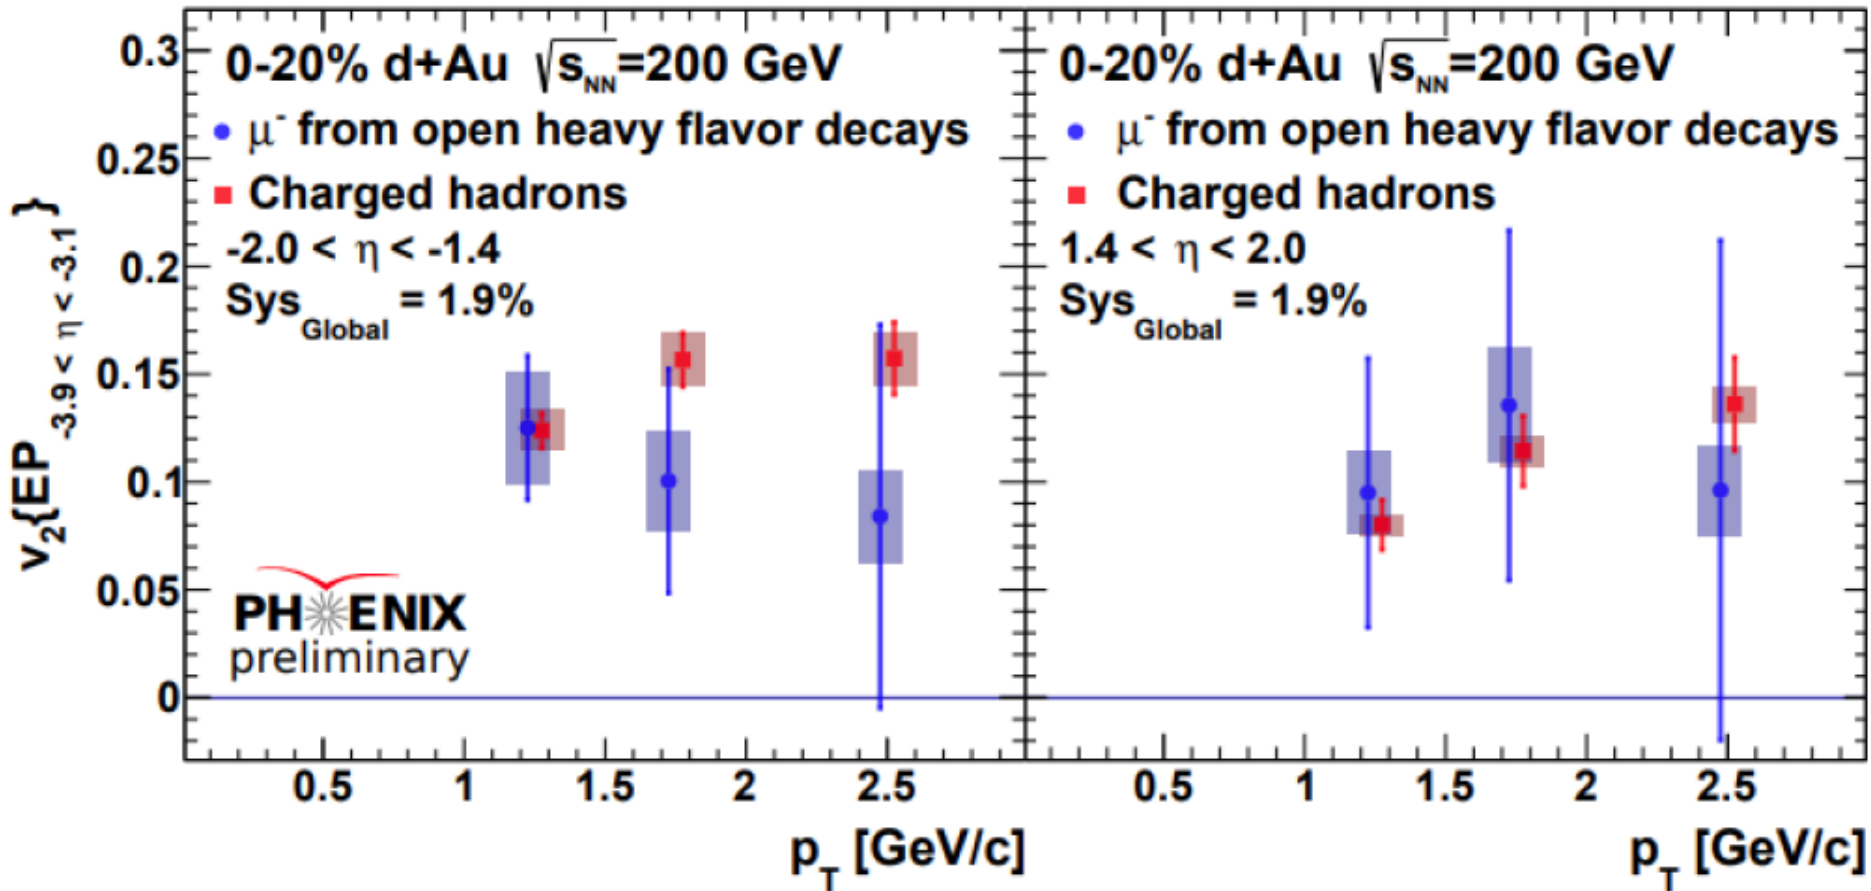 v₂{EP -3.9 < η < -3.1 }
0.3
0.25
0.2
0.15
0.1
0.05
0
0-20% d+Au √sNN=200 GeV
μ⁻ from open heavy flavor decays
Charged hadrons
-2.0 < η < -1.4
SysGlobal = 1.9%
PHENIX
preliminary
0.5 1 1.5 2 2.5
pT [GeV/c]
0-20% d+Au √sNN=200 GeV
μ⁻ from open heavy flavor decays
Charged hadrons
1.4 < η < 2.0
SysGlobal = 1.9%
0.5 1 1.5 2 2.5
pT [GeV/c]